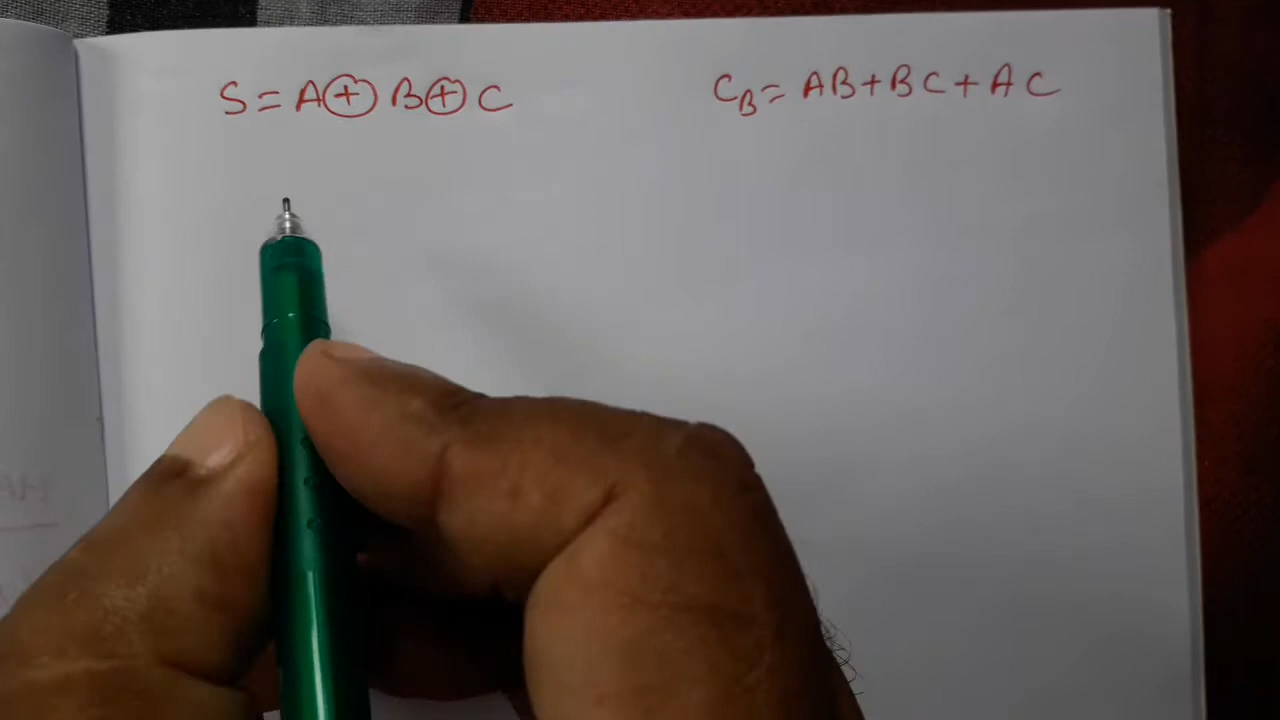 S = A ⊕ B ⊕ C
C_B = AB + BC + AC